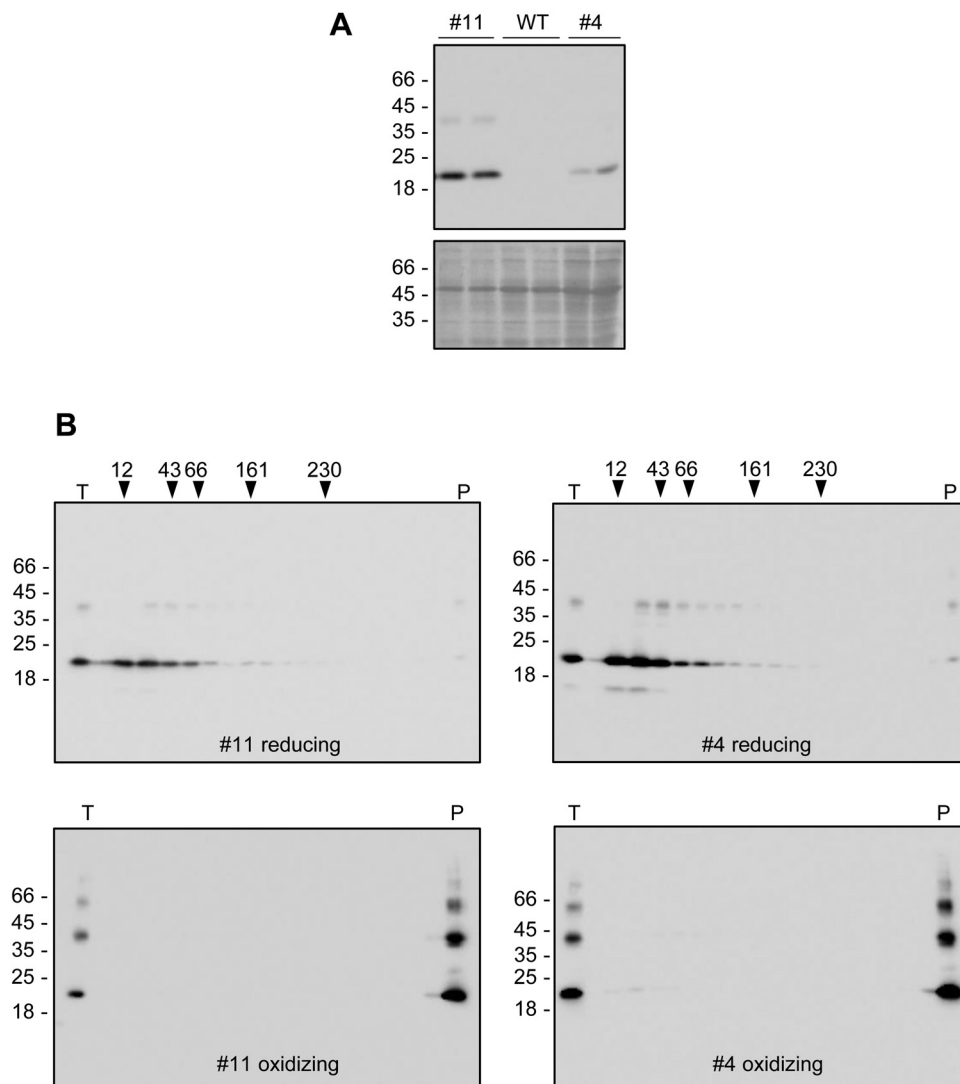 A
#11 WT #4
66 -
45 -
35 -
25 -
18 -
66 -
45 -
35 -
B
12 43 66 161 230
T P
66 -
45 -
35 -
25 -
18 -
#11 reducing
12 43 66 161 230
T P
66 -
45 -
35 -
25 -
18 -
#4 reducing
T P
66 -
45 -
35 -
25 -
18 -
#11 oxidizing
T P
66 -
45 -
35 -
25 -
18 -
#4 oxidizing